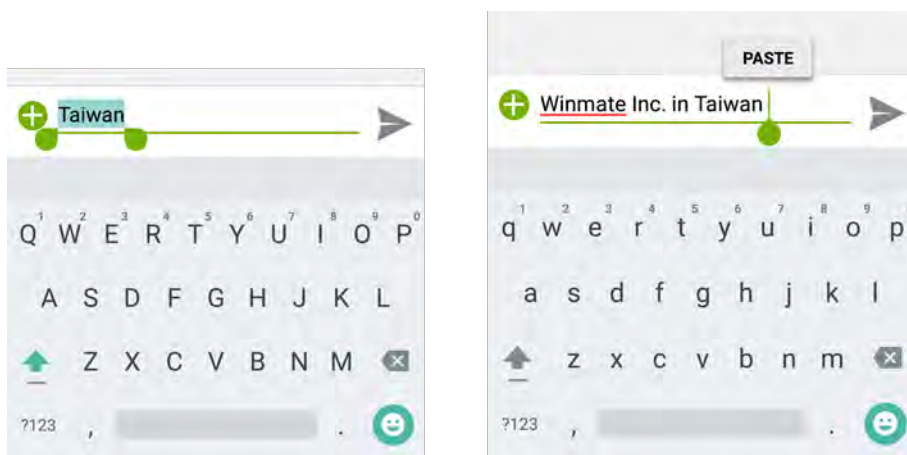 Taiwan
1 2 3 4 5 6 7 8 9 0
Q W E R T Y U I O P
A S D F G H J K L
Z X C V B N M
?123 , .
PASTE
Winmate Inc. in Taiwan
1 2 3 4 5 6 7 8 9
q w e r t y u i o p
a s d f g h j k l
z x c v b n m
?123 , .